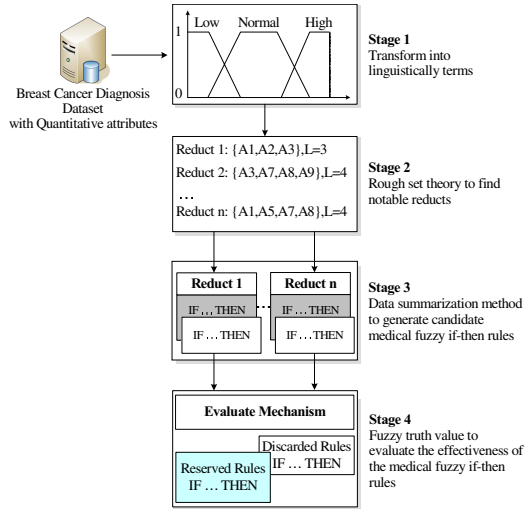 Low Normal High
1
0
Breast Cancer Diagnosis
Dataset
with Quantitative attributes
Stage 1
Transform into
linguistically terms
Reduct 1: {A1,A2,A3},L=3
Reduct 2: {A3,A7,A8,A9},L=4
...
Reduct n: {A1,A5,A7,A8},L=4
Stage 2
Rough set theory to find
notable reducts
Reduct 1
IF ... THEN
IF ... THEN
...
Reduct n
IF ... THEN
IF ... THEN
Stage 3
Data summarization method
to generate candidate
medical fuzzy if-then rules
Evaluate Mechanism
Discarded Rules
IF ... THEN
Reserved Rules
IF ... THEN
Stage 4
Fuzzy truth value to
evaluate the effectiveness of
the medical fuzzy if-then
rules